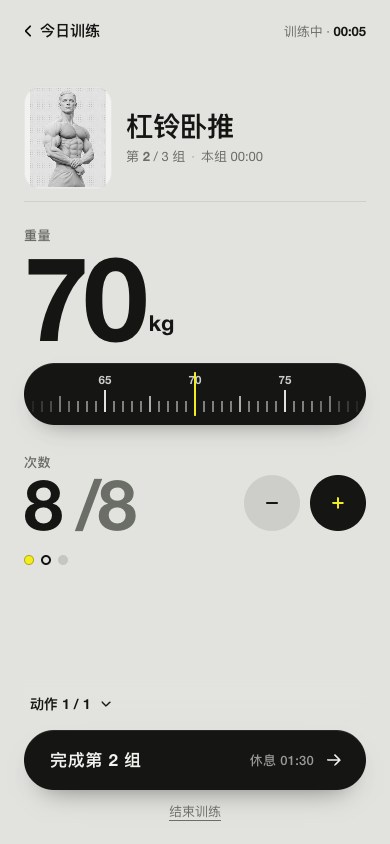 今日训练
训练中 · 00:05
杠铃卧推
第 2 / 3 组 · 本组 00:00
重量
70 kg
65 70 75
次数
8 /8
− +
动作 1 / 1
完成第 2 组 休息 01:30 →
结束训练